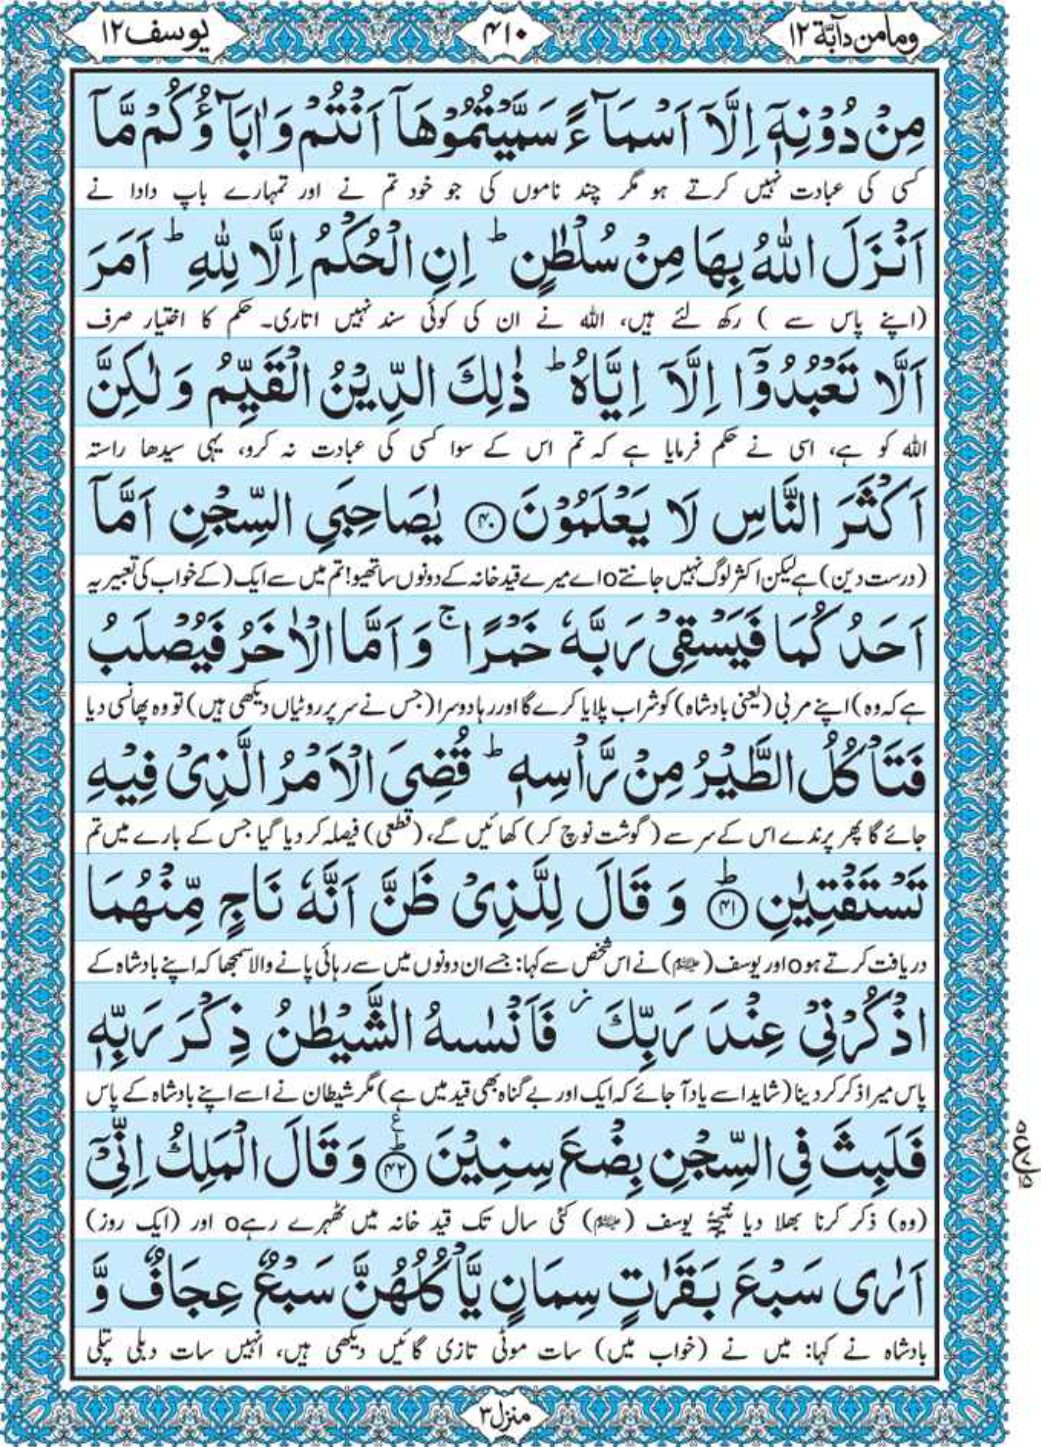 يوسف ١٢
٤١٠
ومامن دآبة ١٢
مِنْ دُوْنِهٖۤ اِلَّاۤ اَسْمَآءً سَمَّيْتُمُوْهَاۤ اَنْتُمْ وَاٰبَآؤُكُمْ مَّاۤ
کسی کی عبادت نہیں کرتے ہو مگر چند ناموں کی جو خود تم نے اور تمہارے باپ دادا نے
اَنْزَلَ اللّٰهُ بِهَا مِنْ سُلْطٰنٍ ؕ اِنِ الْحُكْمُ اِلَّا لِلّٰهِ ؕ اَمَرَ
(اپنے پاس سے ) رکھ لئے ہیں، اللہ نے ان کی کوئی سند نہیں اتاری۔ حکم کا اختیار صرف
اَلَّا تَعْبُدُوْۤا اِلَّاۤ اِيَّاهُ ؕ ذٰلِكَ الدِّيْنُ الْقَيِّمُ وَلٰكِنَّ
اللہ کو ہے، اسی نے حکم فرمایا ہے کہ تم اس کے سوا کسی کی عبادت نہ کرو، یہی سیدھا راستہ
اَكْثَرَ النَّاسِ لَا يَعْلَمُوْنَ ﴿۴۰﴾ يٰصَاحِبَيِ السِّجْنِ اَمَّاۤ
(درست دین) ہے لیکن اکثر لوگ نہیں جانتےo اے میرے قید خانہ کے دونوں ساتھیو! تم میں سے ایک (کے خواب کی تعبیر یہ
اَحَدُكُمَا فَيَسْقِيْ رَبَّهٗ خَمْرًا ۚ وَاَمَّا الْاٰخَرُ فَيُصْلَبُ
ہے کہ وہ) اپنے مربی (یعنی بادشاہ) کو شراب پلایا کرے گا اور رہا دوسرا (جس نے سر پر روٹیاں دیکھی ہیں) تو وہ پھانسی دیا
فَتَاْكُلُ الطَّيْرُ مِنْ رَّاْسِهٖ ؕ قُضِيَ الْاَمْرُ الَّذِيْ فِيْهِ
جائے گا پھر پرندے اس کے سر سے (گوشت نوچ کر) کھائیں گے، (قطعی) فیصلہ کر دیا گیا جس کے بارے میں تم
تَسْتَفْتِيٰنِ ﴿۴۱﴾ؕ وَ قَالَ لِلَّذِيْ ظَنَّ اَنَّهٗ نَاجٍ مِّنْهُمَا
دریافت کرتے ہوo اور یوسف (علیہ السلام) نے اس شخص سے کہا: جسے ان دونوں میں سے رہائی پانے والا سمجھا کہ اپنے بادشاہ کے
اذْكُرْنِيْ عِنْدَ رَبِّكَ ؗ فَاَنْسٰىهُ الشَّيْطٰنُ ذِكْرَ رَبِّهٖ
پاس میرا ذکر کر دینا (شاید اسے یاد آ جائے کہ ایک اور بے گناہ بھی قید میں ہے) مگر شیطان نے اسے اپنے بادشاہ کے پاس
فَلَبِثَ فِي السِّجْنِ بِضْعَ سِنِيْنَ ﴿۴۲﴾ؕ ع وَقَالَ الْمَلِكُ اِنِّيْۤ
(وہ) ذکر کرنا بھلا دیا نتیجۃً یوسف (علیہ السلام) کئی سال تک قید خانہ میں ٹھہرے رہےo اور (ایک روز)
اَرٰى سَبْعَ بَقَرٰتٍ سِمَانٍ يَّاْكُلُهُنَّ سَبْعٌ عِجَافٌ وَّ
بادشاہ نے کہا: میں نے (خواب میں) سات موٹی تازی گائیں دیکھی ہیں، انہیں سات دبلی پتلی
منزل ٣